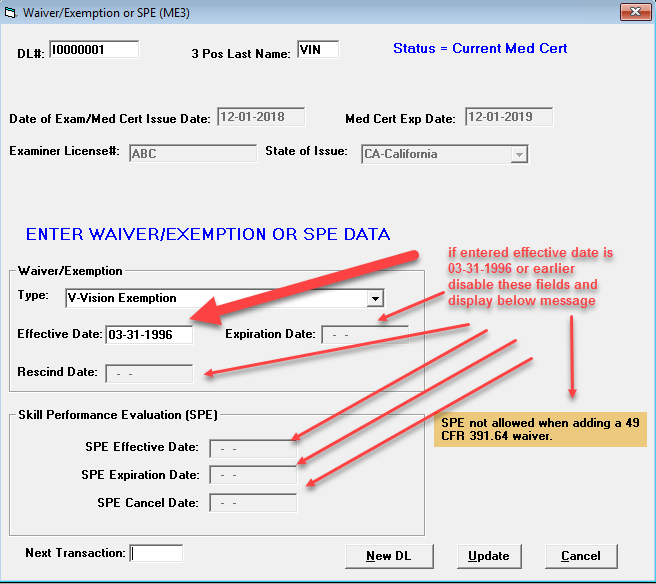 Waiver/Exemption or SPE (ME3)
DL#: I0000001 3 Pos Last Name: VIN Status = Current Med Cert
Date of Exam/Med Cert Issue Date: 12-01-2018 Med Cert Exp Date: 12-01-2019
Examiner License#: ABC State of Issue: CA-California
ENTER WAIVER/EXEMPTION OR SPE DATA
if entered effective date is
03-31-1996 or earlier
disable these fields and
display below message
Waiver/Exemption
Type: V-Vision Exemption
Effective Date: 03-31-1996 Expiration Date: - -
Rescind Date: - -
Skill Performance Evaluation (SPE)
SPE Effective Date: - -
SPE Expiration Date: - -
SPE Cancel Date: - -
SPE not allowed when adding a 49
CFR 391.64 waiver.
Next Transaction: New DL Update Cancel